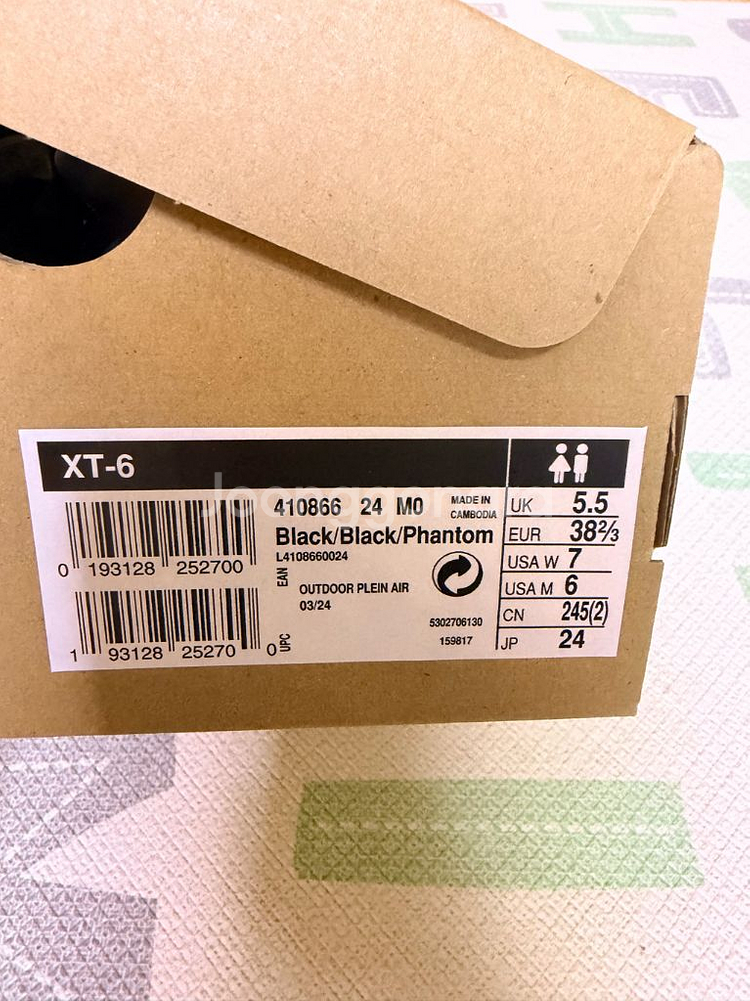 XT-6
410866 24 M0
MADE IN
CAMBODIA
Black/Black/Phantom
L4108660024
0 193128 252700
EAN
OUTDOOR PLEIN AIR
03/24
5302706130
159817
1 93128 25270 0
UPC
UK 5.5
EUR 38 2/3
USA W 7
USA M 6
CN 245(2)
JP 24